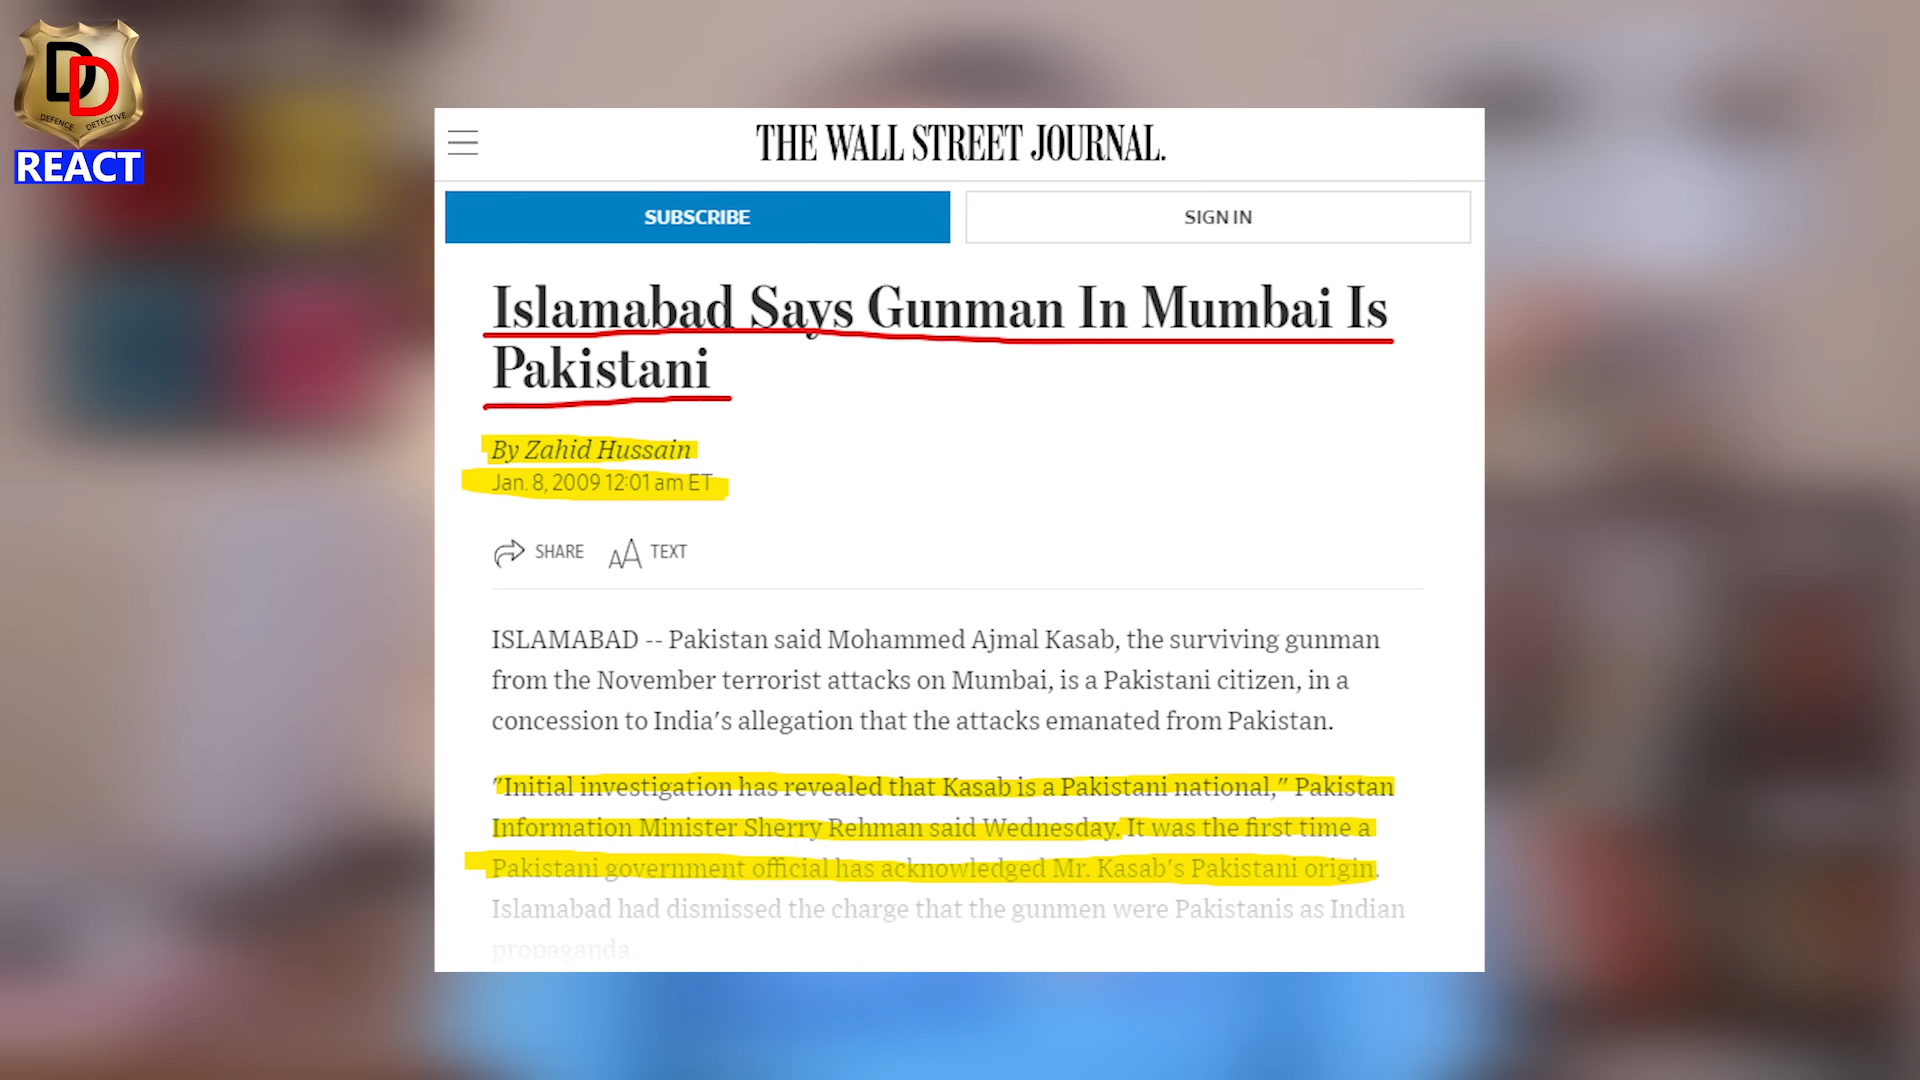 DD
DEFENCE DETECTIVE
REACT
THE WALL STREET JOURNAL.
SUBSCRIBE
SIGN IN
Islamabad Says Gunman In Mumbai Is
Pakistani
By Zahid Hussain
Jan. 8, 2009 12:01 am ET
SHARE
AA TEXT
ISLAMABAD -- Pakistan said Mohammed Ajmal Kasab, the surviving gunman
from the November terrorist attacks on Mumbai, is a Pakistani citizen, in a
concession to India's allegation that the attacks emanated from Pakistan.
"Initial investigation has revealed that Kasab is a Pakistani national," Pakistan
Information Minister Sherry Rehman said Wednesday. It was the first time a
Pakistani government official has acknowledged Mr. Kasab's Pakistani origin.
Islamabad had dismissed the charge that the gunmen were Pakistanis as Indian
propaganda.